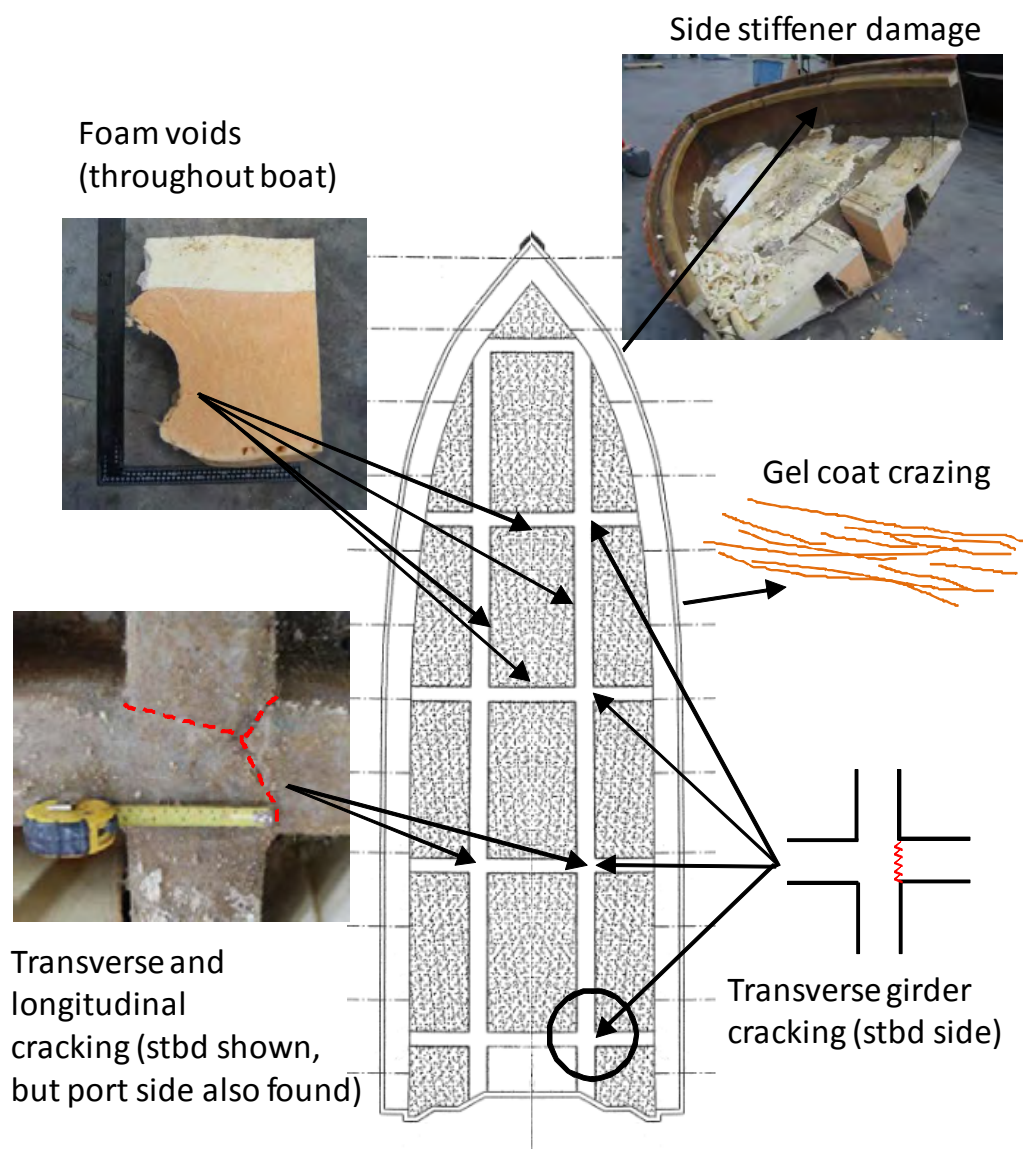 Side stiffener damage
Foam voids
(throughout boat)
Gel coat crazing
Transverse and
longitudinal
cracking (stbd shown,
but port side also found)
Transverse girder
cracking (stbd side)